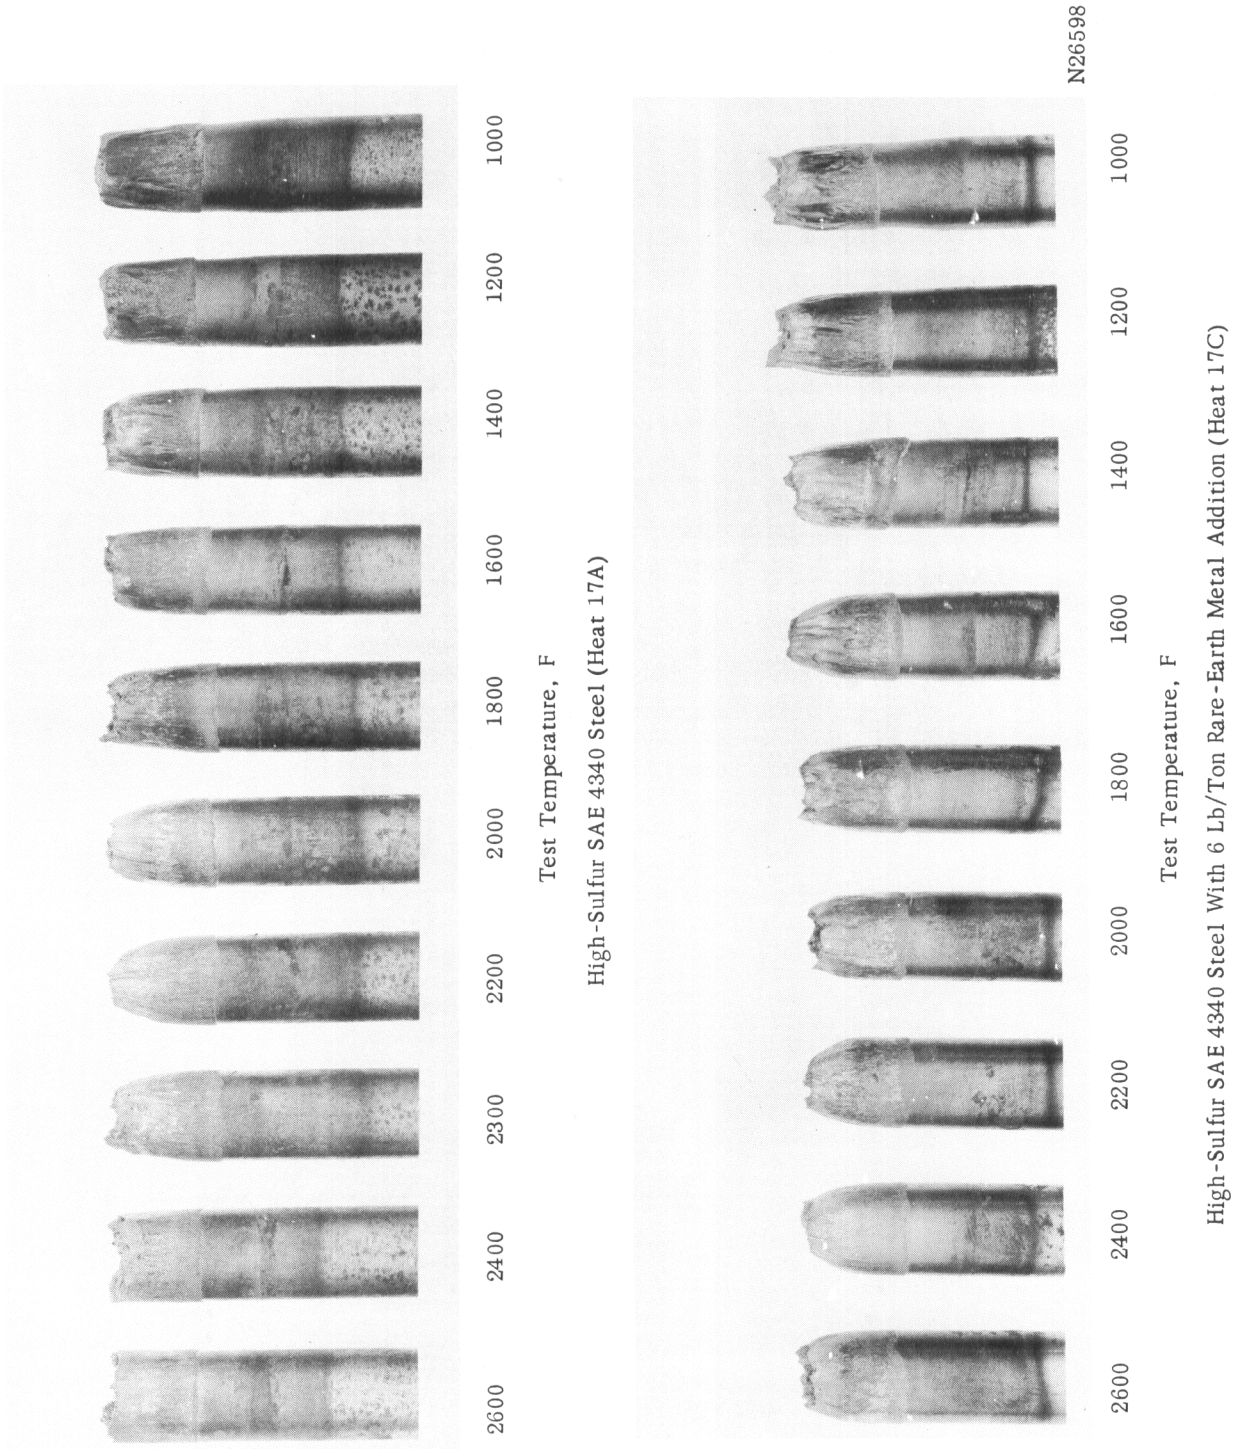 2600 2400 2300 2200 2000 1800 1600 1400 1200 1000
Test Temperature, F
High-Sulfur SAE 4340 Steel (Heat 17A)
2600 2400 2200 2000 1800 1600 1400 1200 1000
Test Temperature, F
High-Sulfur SAE 4340 Steel With 6 Lb/Ton Rare-Earth Metal Addition (Heat 17C)
N26598